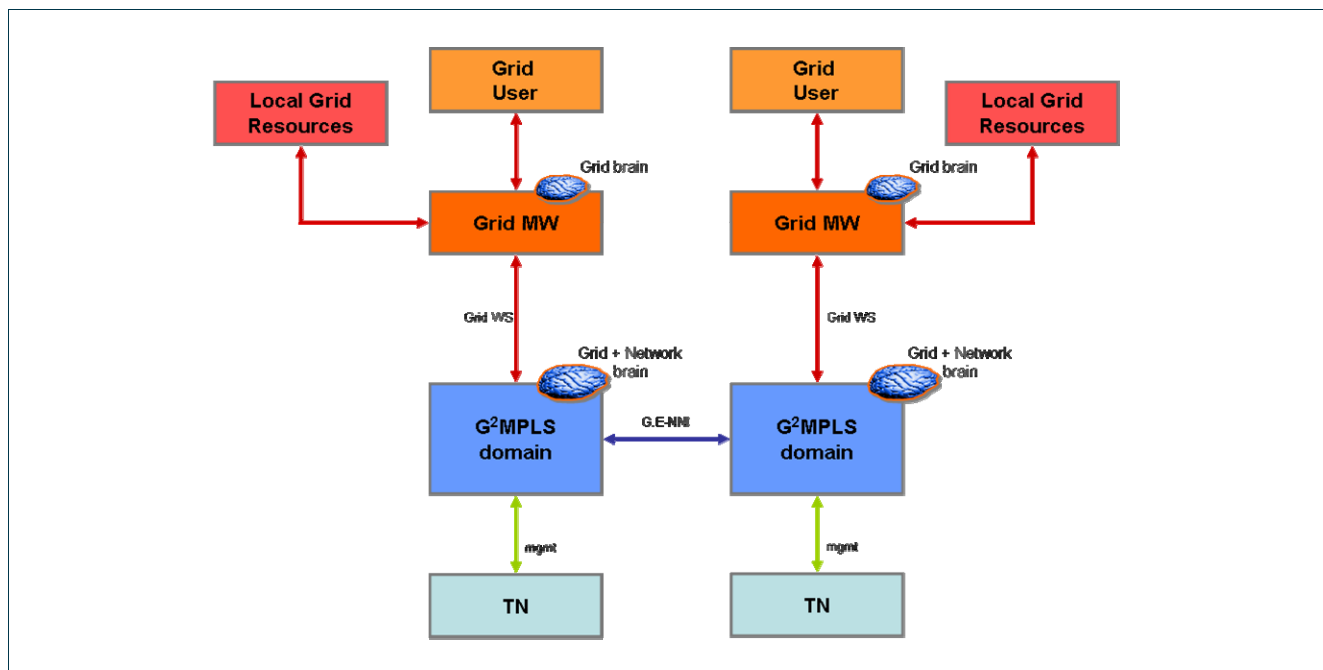 Grid
User
Grid
User
Local Grid
Resources
Local Grid
Resources
Grid brain
Grid brain
Grid MW
Grid MW
Grid WS
Grid WS
Grid + Network
brain
Grid + Network
brain
G²MPLS
domain
G.E-NNI
G²MPLS
domain
mgmt
mgmt
TN
TN